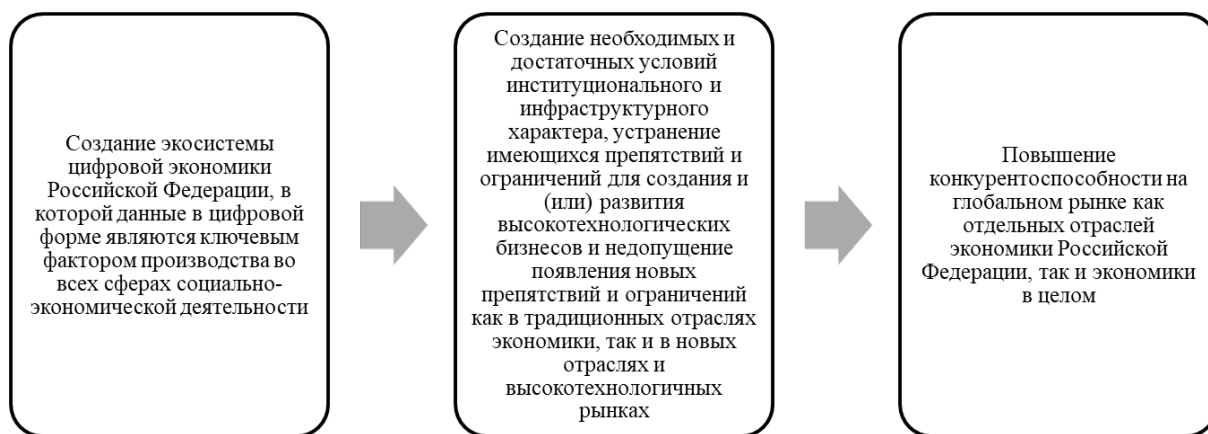 Создание экосистемы
цифровой экономики
Российской Федерации, в
которой данные в цифровой
форме являются ключевым
фактором производства во
всех сферах социально-
экономической деятельности
Создание необходимых и
достаточных условий
институционального и
инфраструктурного
характера, устранение
имеющихся препятствий и
ограничений для создания и
(или) развития
высокотехнологических
бизнесов и недопущение
появления новых
препятствий и ограничений
как в традиционных отраслях
экономики, так и в новых
отраслях и
высокотехнологичных
рынках
Повышение
конкурентоспособности на
глобальном рынке как
отдельных отраслей
экономики Российской
Федерации, так и экономики
в целом